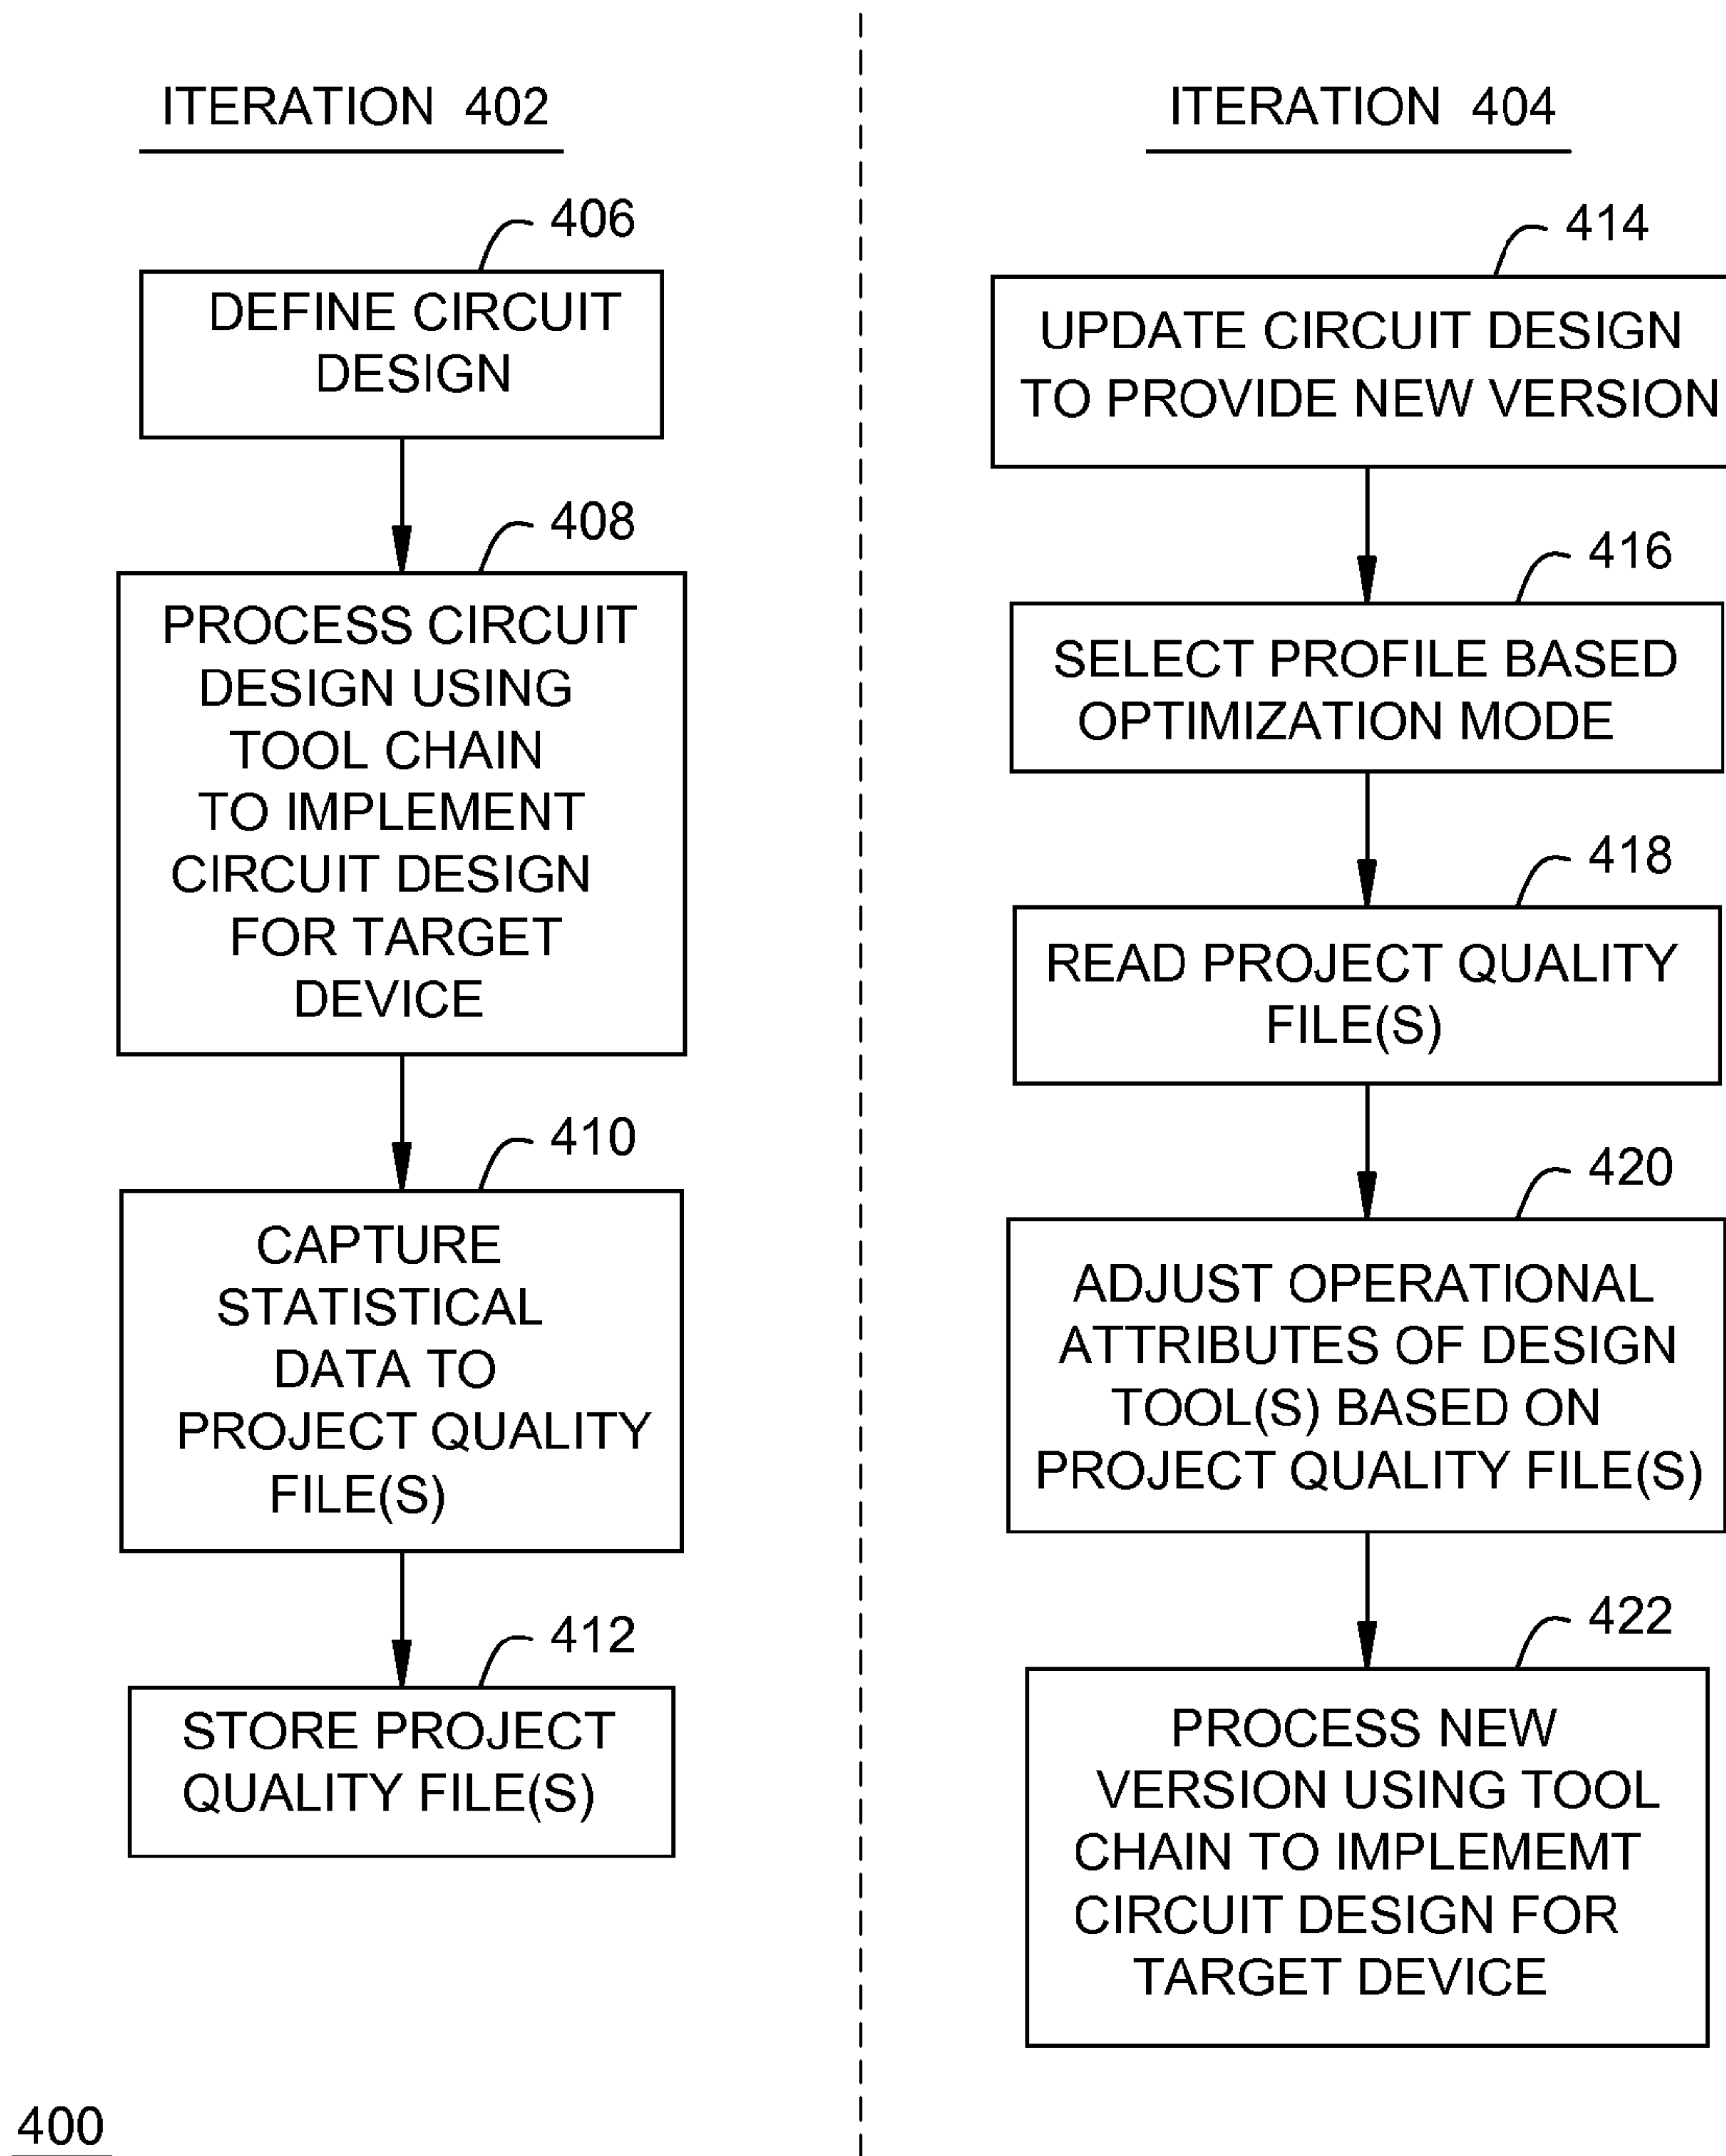 ITERATION 402
406
DEFINE CIRCUIT
DESIGN
408
PROCESS CIRCUIT
DESIGN USING
TOOL CHAIN
TO IMPLEMENT
CIRCUIT DESIGN
FOR TARGET
DEVICE
410
CAPTURE
STATISTICAL
DATA TO
PROJECT QUALITY
FILE(S)
412
STORE PROJECT
QUALITY FILE(S)
400
ITERATION 404
414
UPDATE CIRCUIT DESIGN
TO PROVIDE NEW VERSION
416
SELECT PROFILE BASED
OPTIMIZATION MODE
418
READ PROJECT QUALITY
FILE(S)
420
ADJUST OPERATIONAL
ATTRIBUTES OF DESIGN
TOOL(S) BASED ON
PROJECT QUALITY FILE(S)
422
PROCESS NEW
VERSION USING TOOL
CHAIN TO IMPLEMEMT
CIRCUIT DESIGN FOR
TARGET DEVICE